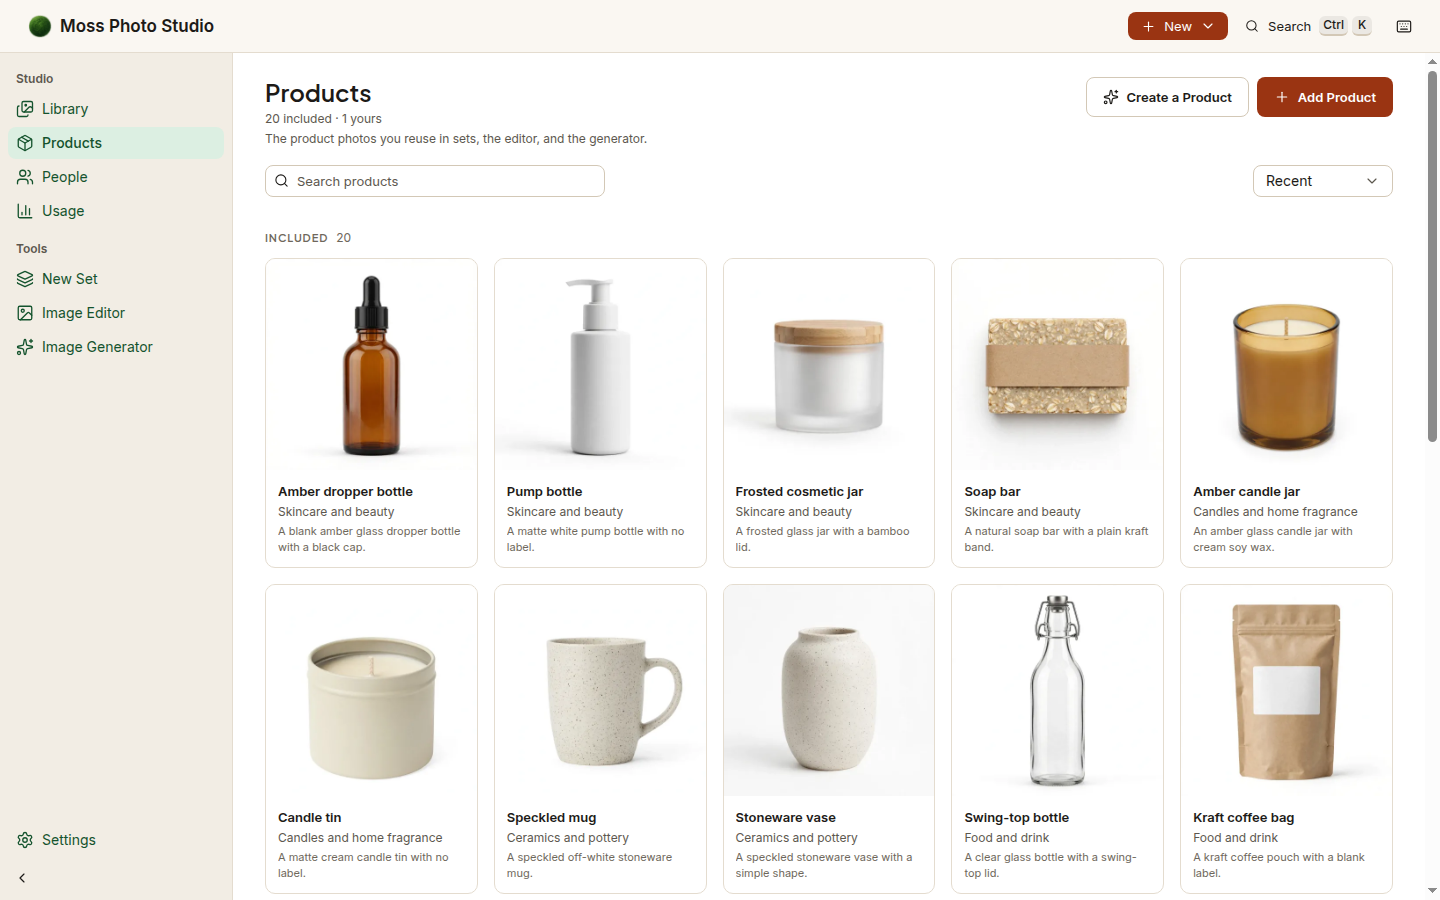 Moss Photo Studio
New
Search Ctrl K
Studio
Library
Products
People
Usage
Tools
New Set
Image Editor
Image Generator
Settings
Products
20 included · 1 yours
The product photos you reuse in sets, the editor, and the generator.
Create a Product
Add Product
Search products
Recent
INCLUDED 20
Amber dropper bottle
Skincare and beauty
A blank amber glass dropper bottle
with a black cap.
Pump bottle
Skincare and beauty
A matte white pump bottle with no
label.
Frosted cosmetic jar
Skincare and beauty
A frosted glass jar with a bamboo
lid.
Soap bar
Skincare and beauty
A natural soap bar with a plain kraft
band.
Amber candle jar
Candles and home fragrance
An amber glass candle jar with
cream soy wax.
Candle tin
Candles and home fragrance
A matte cream candle tin with no
label.
Speckled mug
Ceramics and pottery
A speckled off-white stoneware
mug.
Stoneware vase
Ceramics and pottery
A speckled stoneware vase with a
simple shape.
Swing-top bottle
Food and drink
A clear glass bottle with a swing-
top lid.
Kraft coffee bag
Food and drink
A kraft coffee pouch with a blank
label.